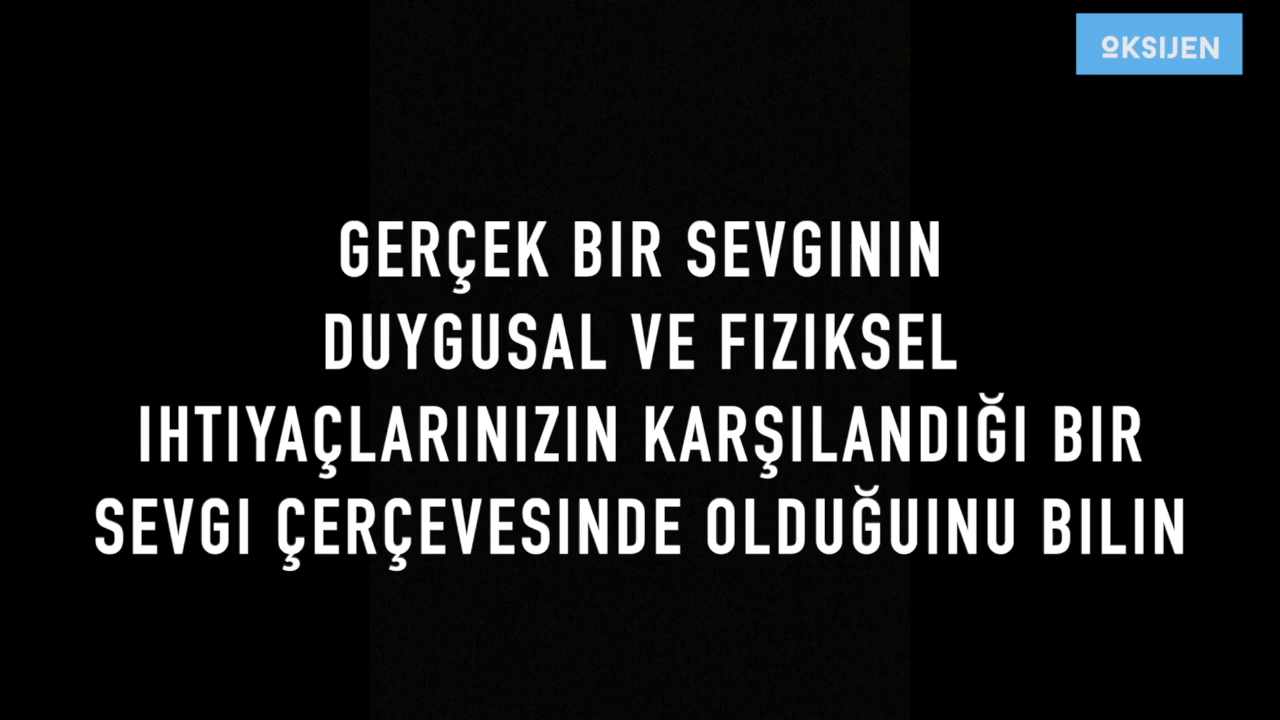 OKSIJEN
GERÇEK BIR SEVGININ
DUYGUSAL VE FIZIKSEL
IHTIYAÇLARINIZIN KARŞILANDIĞI BIR
SEVGI ÇERÇEVESINDE OLDUĞUINU BILIN